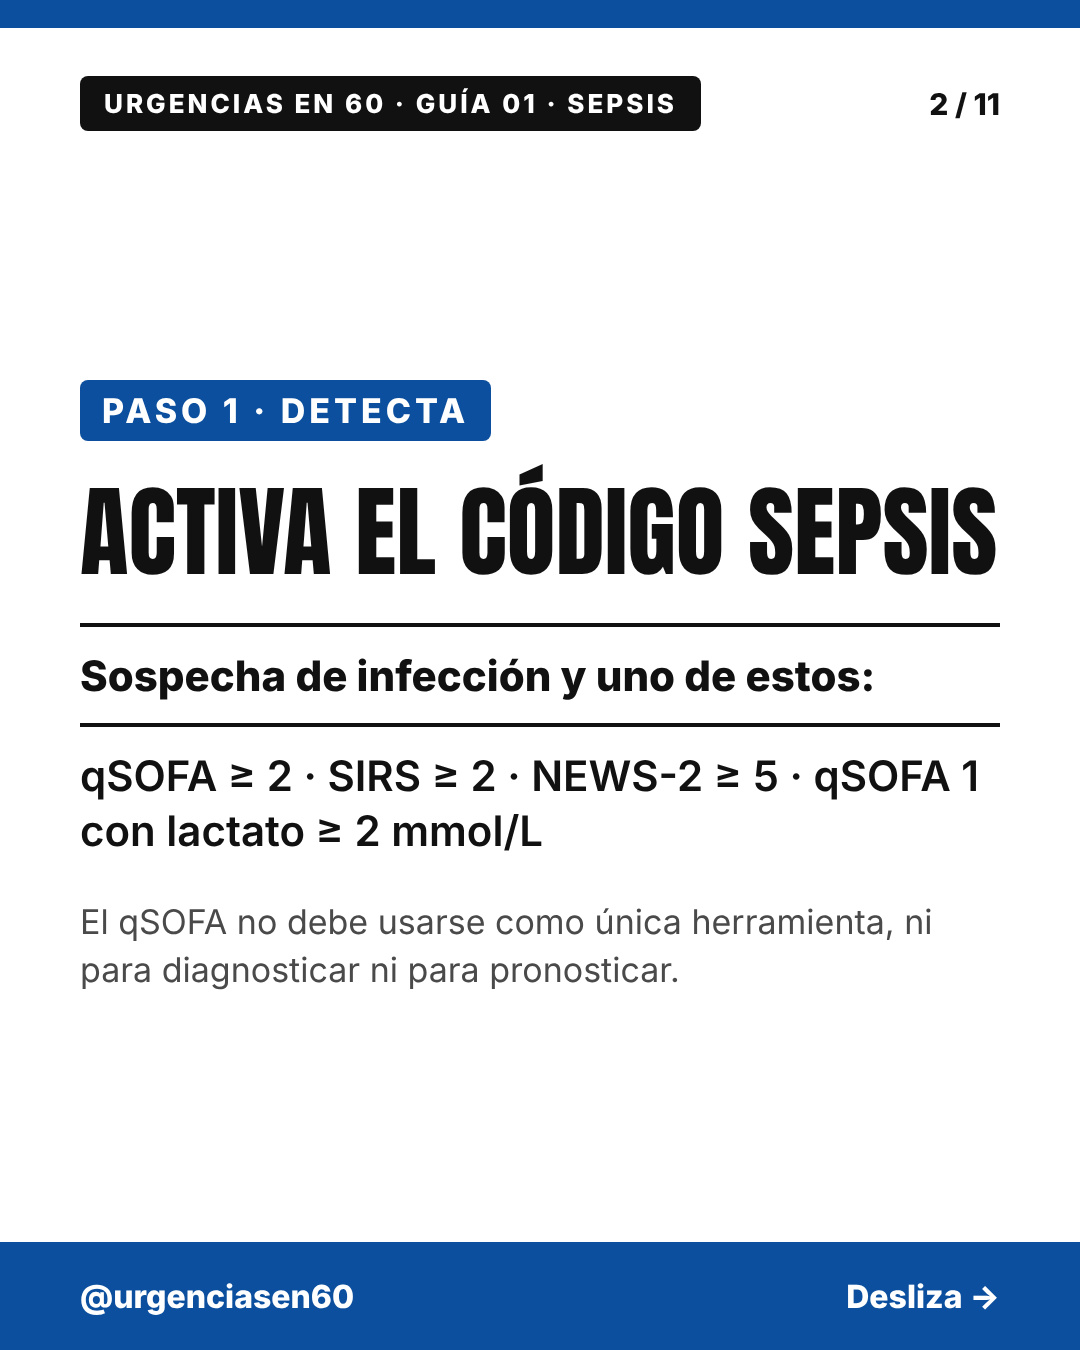 URGENCIAS EN 60 · GUÍA 01 · SEPSIS
2 / 11
PASO 1 · DETECTA
ACTIVA EL CÓDIGO SEPSIS
Sospecha de infección y uno de estos:
qSOFA ≥ 2 · SIRS ≥ 2 · NEWS-2 ≥ 5 · qSOFA 1
con lactato ≥ 2 mmol/L
El qSOFA no debe usarse como única herramienta, ni
para diagnosticar ni para pronosticar.
@urgenciasen60
Desliza →